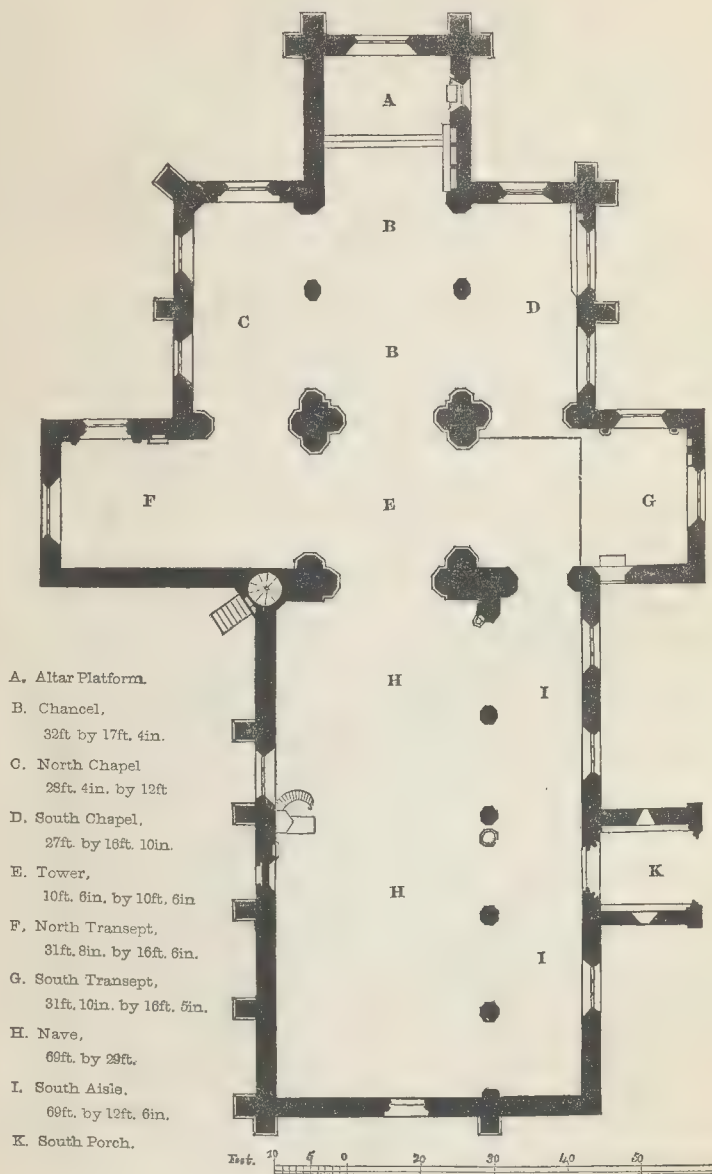 A
B
C
D
B
F
E
G
H
I
K
H
I
A. Altar Platform.
B. Chancel,
32ft by 17ft. 4in.
C. North Chapel
28ft. 4in. by 12ft
D. South Chapel,
27ft by 16ft. 10in.
E. Tower,
10ft. 6in. by 10ft. 6in
F. North Transept,
31ft. 8in. by 16ft. 6in.
G. South Transept,
31ft. 10in. by 16ft. 5in.
H. Nave,
69ft. by 29ft.
I. South Aisle,
69ft. by 12ft. 6in.
K. South Porch.
Feet. 10 5 0 10 20 30 40 50